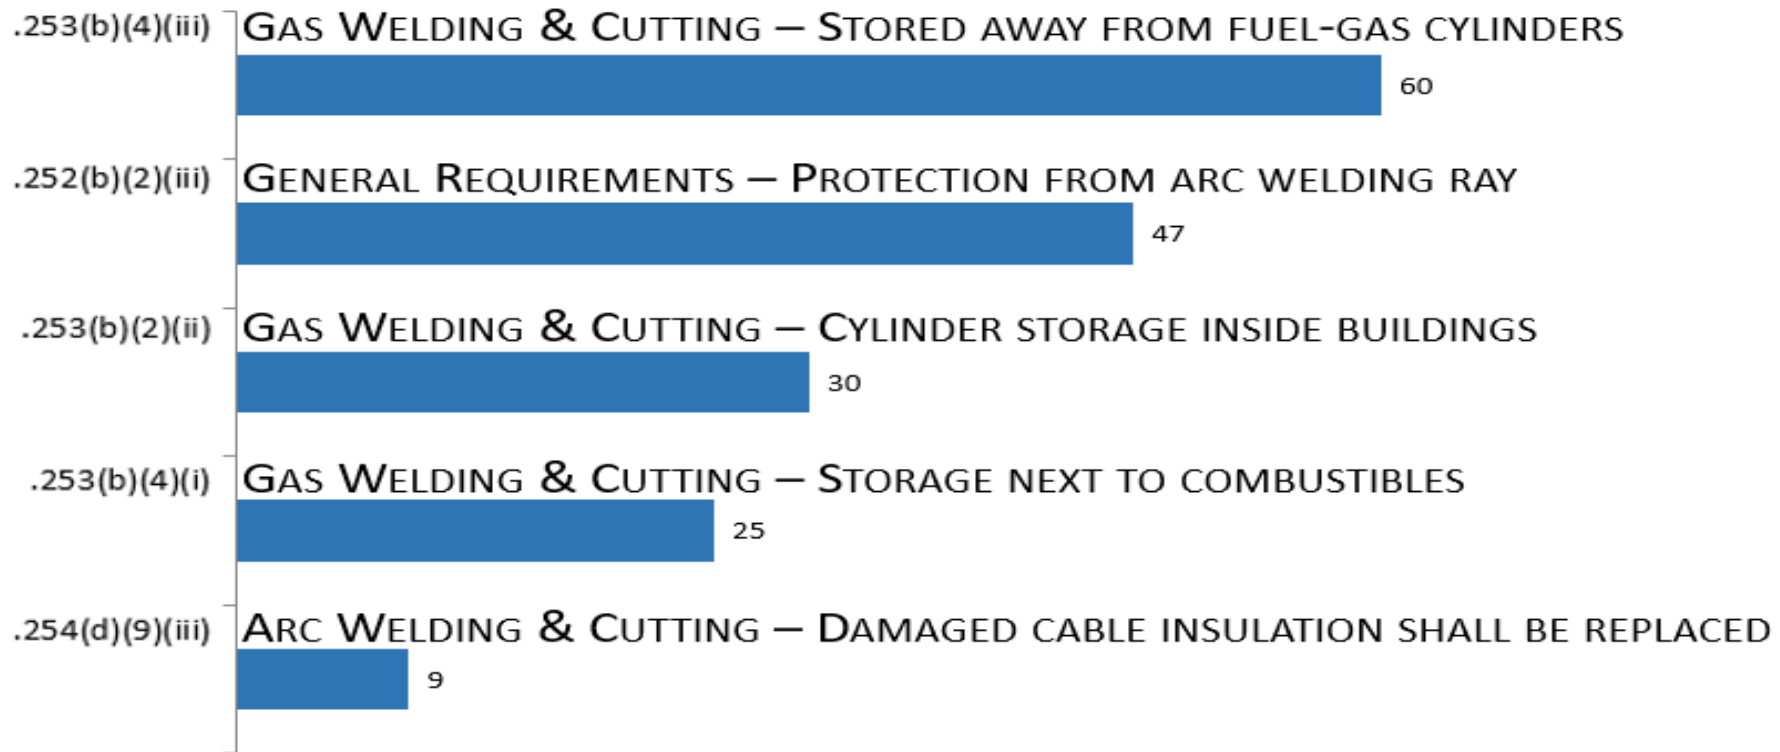 .253(b)(4)(iii) Gas Welding & Cutting – Stored away from fuel-gas cylinders
60
.252(b)(2)(iii) General Requirements – Protection from arc welding ray
47
.253(b)(2)(ii) Gas Welding & Cutting – Cylinder storage inside buildings
30
.253(b)(4)(i) Gas Welding & Cutting – Storage next to combustibles
25
.254(d)(9)(iii) Arc Welding & Cutting – Damaged cable insulation shall be replaced
9